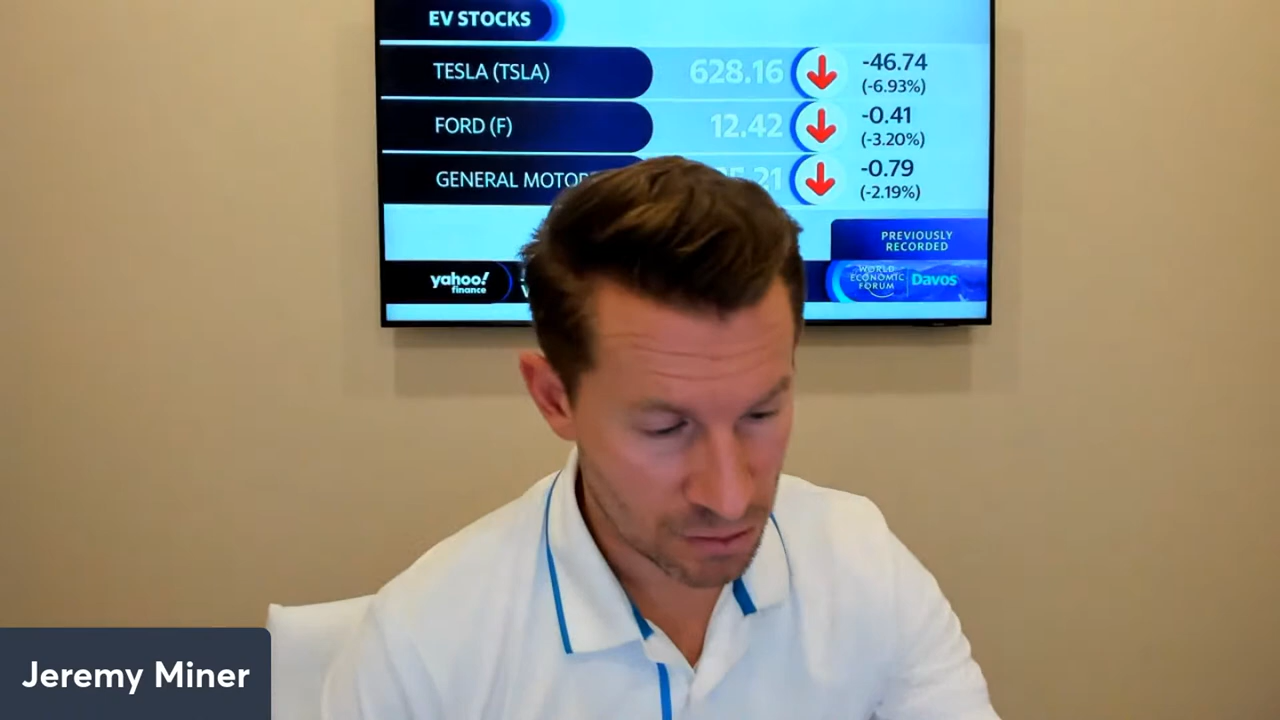 EV STOCKS
TESLA (TSLA) 628.16 -46.74
(-6.93%)
FORD (F) 12.42 -0.41
(-3.20%)
GENERAL -0.79
(-2.19%)
PREVIOUSLY
RECORDED
yahoo!
finance
WORLD
ECONOMIC
FORUM
Davos
Jeremy Miner